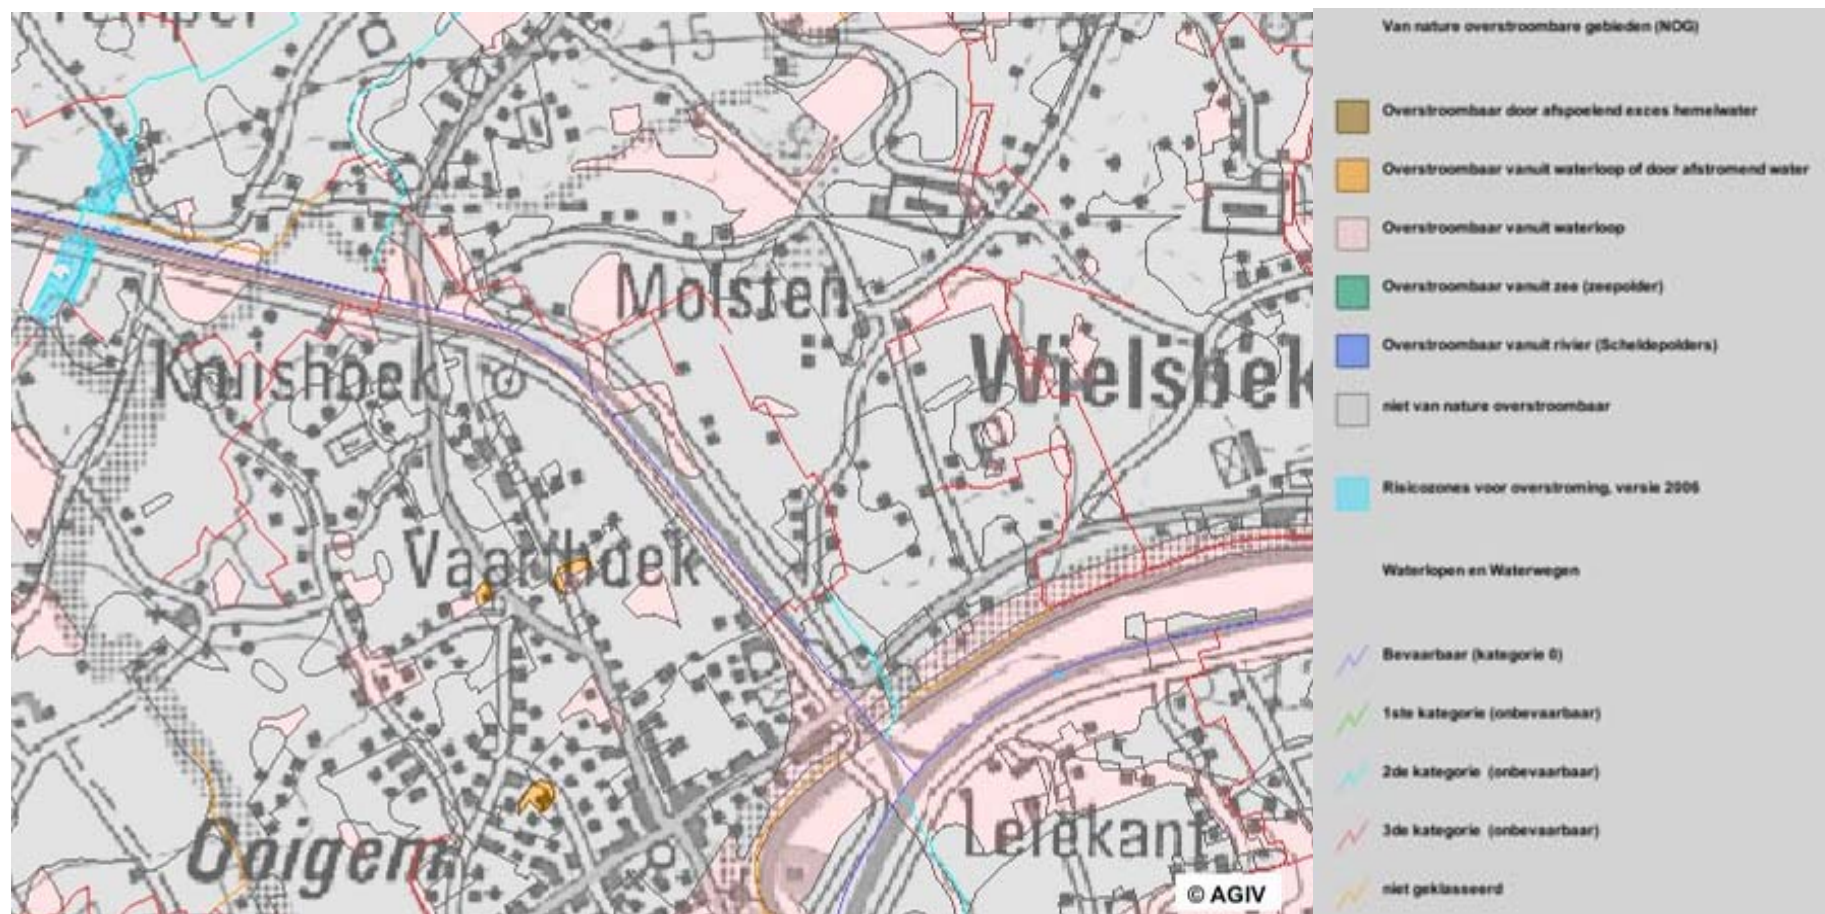 15
Molsten
Kruishoek
Wielsbek
Vaarthoek
Ooigem
Lelekant
© AGIV
Van nature overstroombare gebieden (NOG)
Overstroombaar door afspoelend exces hemelwater
Overstroombaar vanuit waterloop of door afstromend water
Overstroombaar vanuit waterloop
Overstroombaar vanuit zee (zeepolder)
Overstroombaar vanuit rivier (Scheldepolders)
niet van nature overstroombaar
Risicozones voor overstroming, versie 2006
Waterlopen en Waterwegen
Bevaarbaar (kategorie 0)
1ste kategorie (onbevaarbaar)
2de kategorie (onbevaarbaar)
3de kategorie (onbevaarbaar)
niet geklasseerd